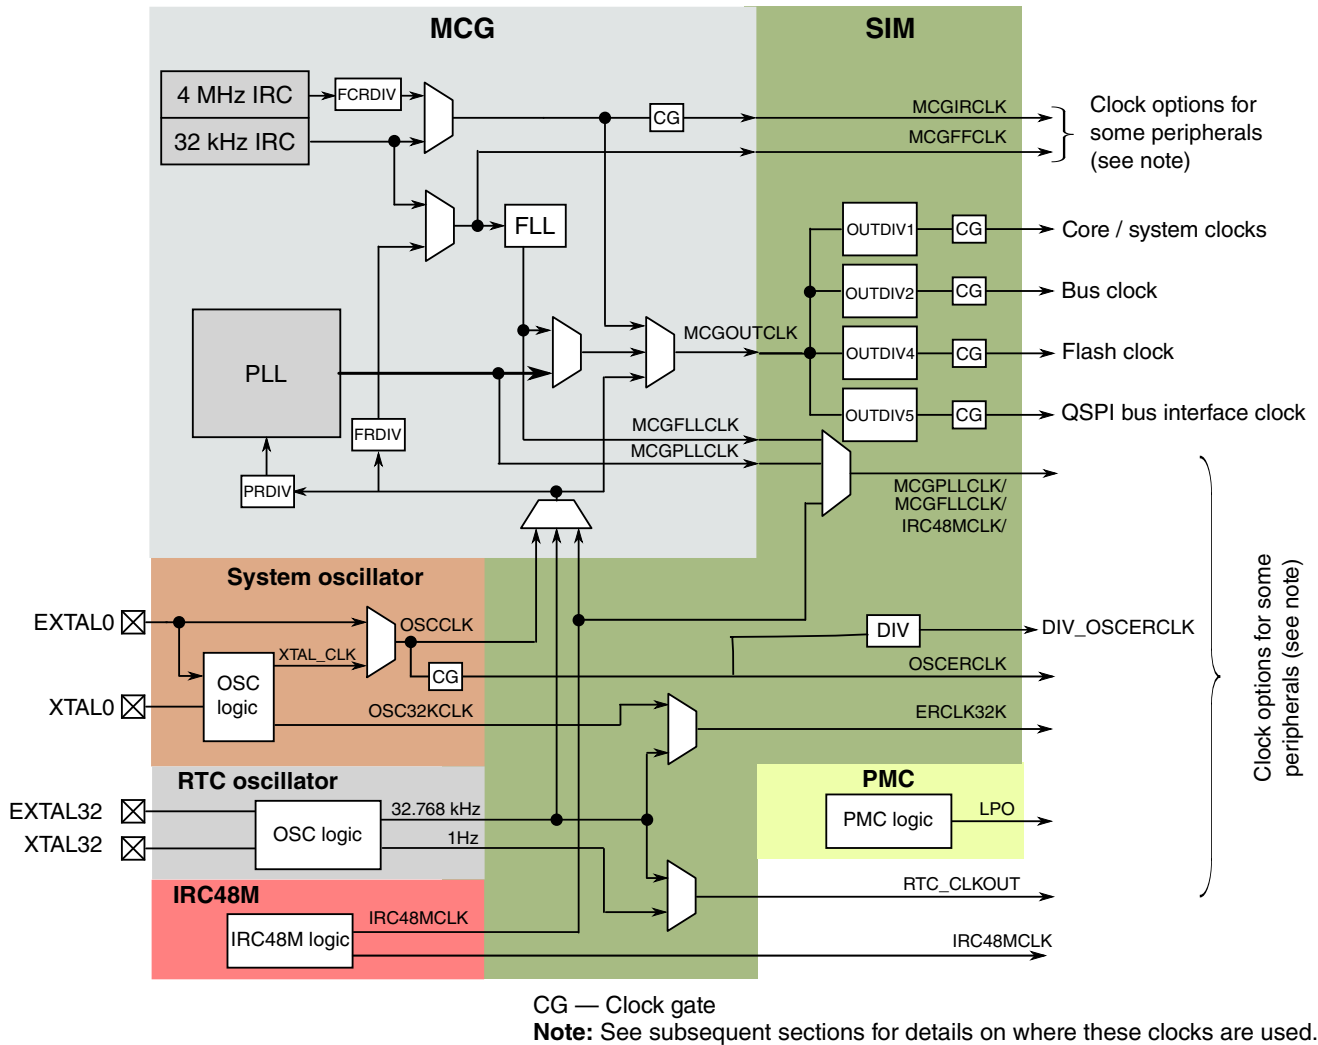 MCG
SIM
4 MHz IRC
32 kHz IRC
FCRDIV
CG
MCGIRCLK
MCGFFCLK
Clock options for
some peripherals
(see note)
FLL
OUTDIV1
CG
Core / system clocks
OUTDIV2
CG
Bus clock
MCGOUTCLK
OUTDIV4
CG
Flash clock
PLL
OUTDIV5
CG
QSPI bus interface clock
FRDIV
MCGFLLCLK
MCGPLLCLK
PRDIV
MCGPLLCLK/
MCGFLLCLK/
IRC48MCLK/
System oscillator
EXTAL0
OSCCLK
XTAL_CLK
OSC
logic
CG
XTAL0
OSC32KCLK
DIV
DIV_OSCERCLK
OSCERCLK
ERCLK32K
Clock options for some
peripherals (see note)
RTC oscillator
EXTAL32
XTAL32
OSC logic
32.768 kHz
1Hz
PMC
PMC logic
LPO
RTC_CLKOUT
IRC48M
IRC48M logic
IRC48MCLK
IRC48MCLK
CG — Clock gate
Note: See subsequent sections for details on where these clocks are used.